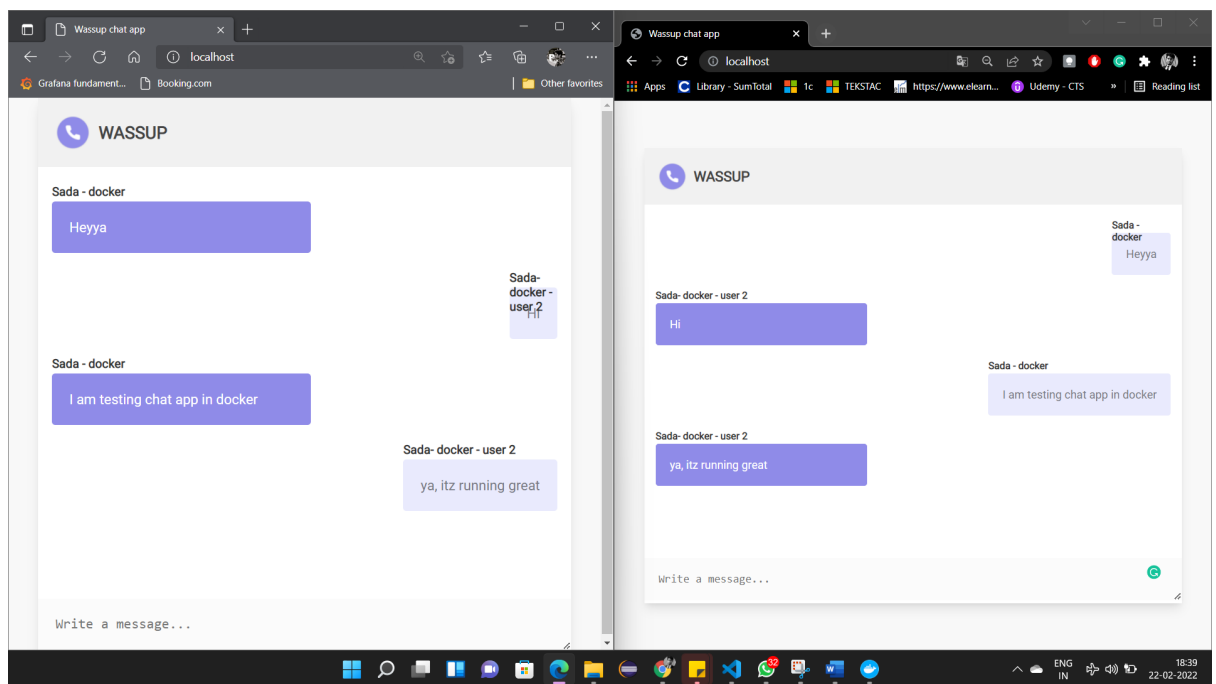 Wassup chat app
localhost
Grafana fundament...
Booking.com
Other favorites
WASSUP
Sada - docker
Heyya
Sada-
docker -
user 2
Hi
Sada - docker
I am testing chat app in docker
Sada- docker - user 2
ya, itz running great
Write a message...
Wassup chat app
localhost
Apps
Library - SumTotal
1c
TEKSTAC
https://www.elearn...
Udemy - CTS
»
Reading list
WASSUP
Sada -
docker
Heyya
Sada- docker - user 2
Hi
Sada - docker
I am testing chat app in docker
Sada- docker - user 2
ya, itz running great
Write a message...
32
ENG
IN
18:39
22-02-2022